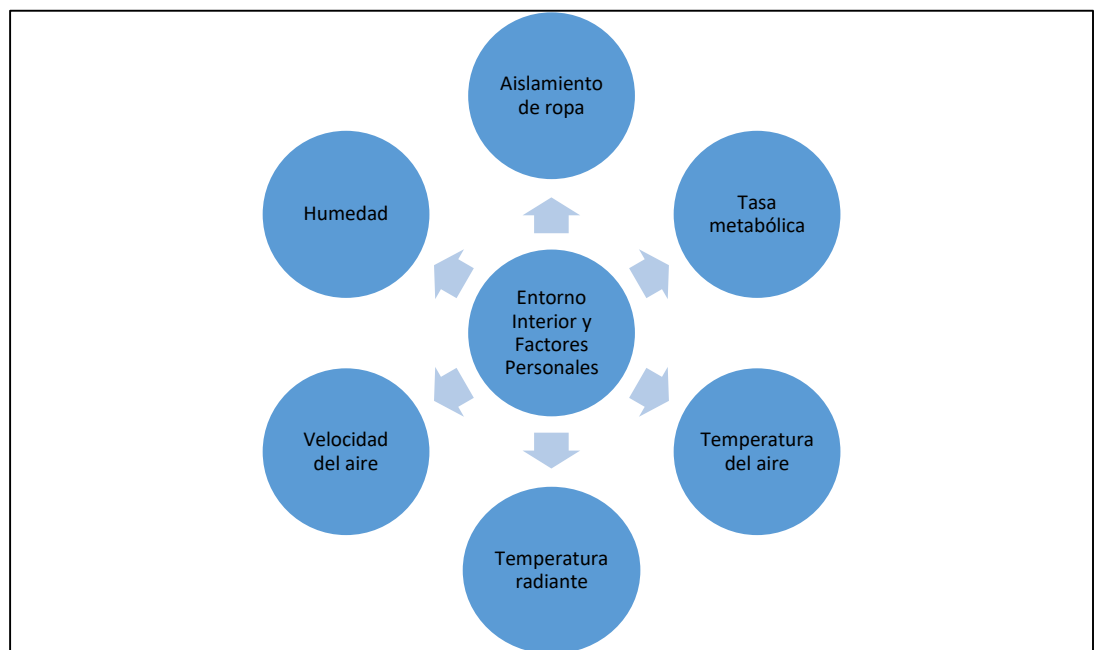 Aislamiento
de ropa
Humedad
Tasa
metabólica
Entorno
Interior y
Factores
Personales
Velocidad
del aire
Temperatura
del aire
Temperatura
radiante